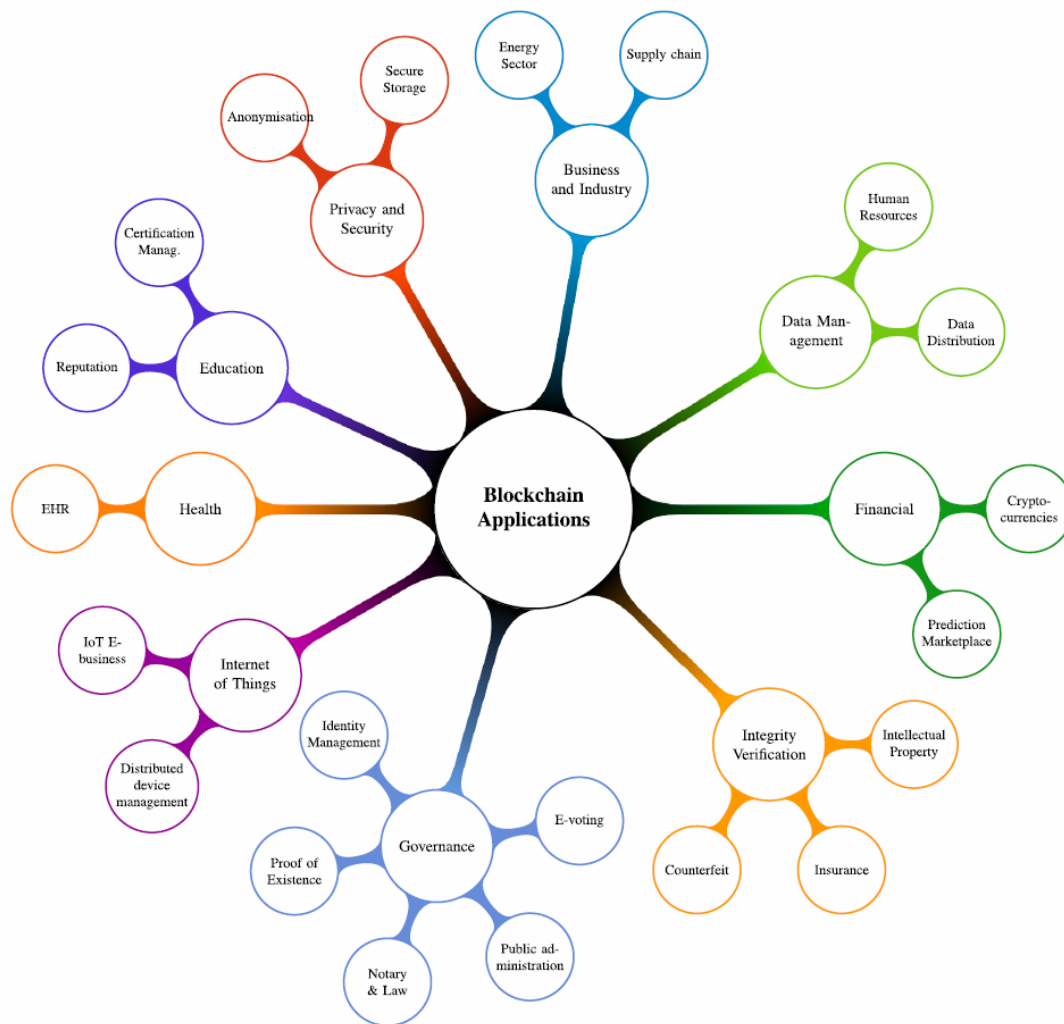 Energy
Sector
Supply chain
Secure
Storage
Anonymisation
Business
and Industry
Privacy and
Security
Human
Resources
Certification
Manag.
Data Man-
agement
Data
Distribution
Reputation
Education
Blockchain
Applications
EHR
Health
Financial
Crypto-
currencies
Prediction
Marketplace
IoT E-
business
Internet
of Things
Distributed
device
management
Identity
Management
Integrity
Verification
Intellectual
Property
E-voting
Governance
Proof of
Existence
Counterfeit
Insurance
Public ad-
ministration
Notary
& Law